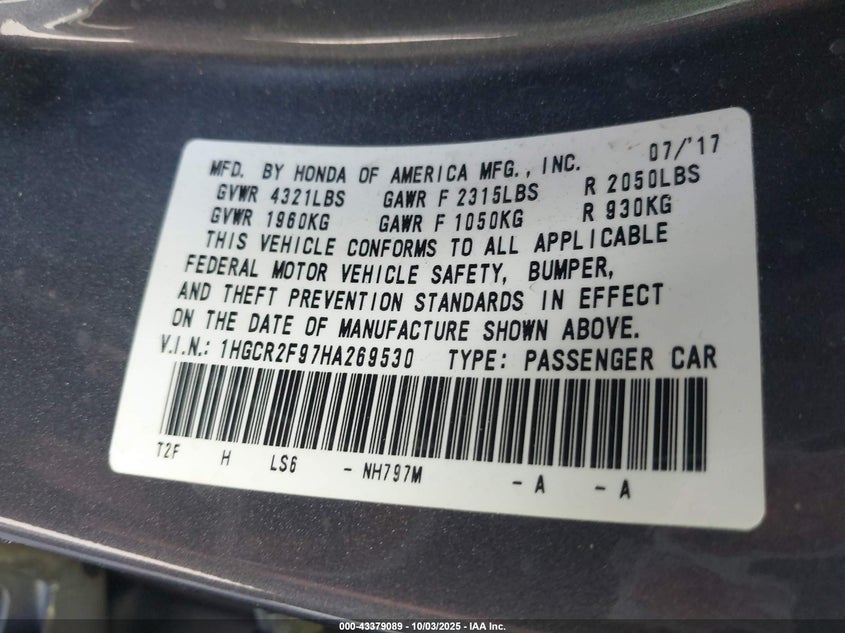 MFD. BY HONDA OF AMERICA MFG., INC. 07/'17
GVWR 4321LBS GAWR F 2315LBS R 2050LBS
GVWR 1960KG GAWR F 1050KG R 930KG
THIS VEHICLE CONFORMS TO ALL APPLICABLE
FEDERAL MOTOR VEHICLE SAFETY, BUMPER,
AND THEFT PREVENTION STANDARDS IN EFFECT
ON THE DATE OF MANUFACTURE SHOWN ABOVE.
V.I.N.: 1HGCR2F97HA269530 TYPE: PASSENGER CAR
T2F H LS6 - NH797M - A - A
000-43379089 - 10/03/2025 - IAA Inc.